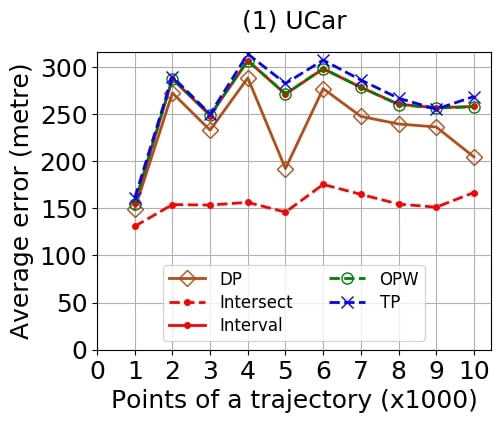 (1) UCar
Average error (metre)
300
250
200
150
100
50
0
DP
Intersect
Interval
OPW
TP
0 1 2 3 4 5 6 7 8 9 10
Points of a trajectory (x1000)